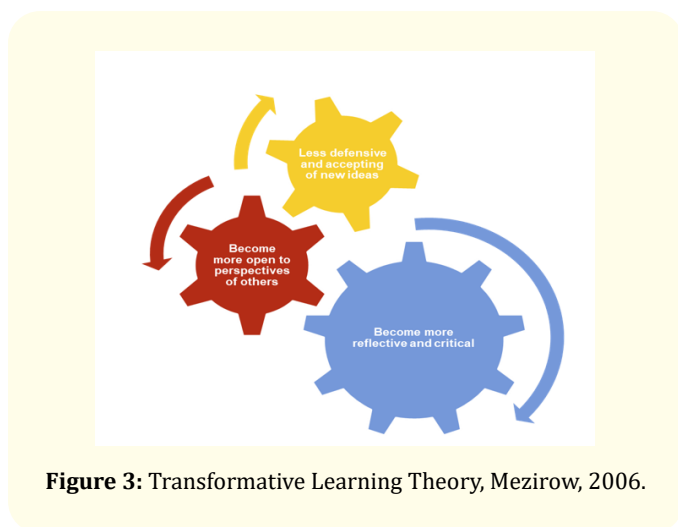 Less defensive
and accepting
of new ideas
Become
more open to
perspectives
of others
Become more
reflective and critical
Figure 3: Transformative Learning Theory, Mezirow, 2006.